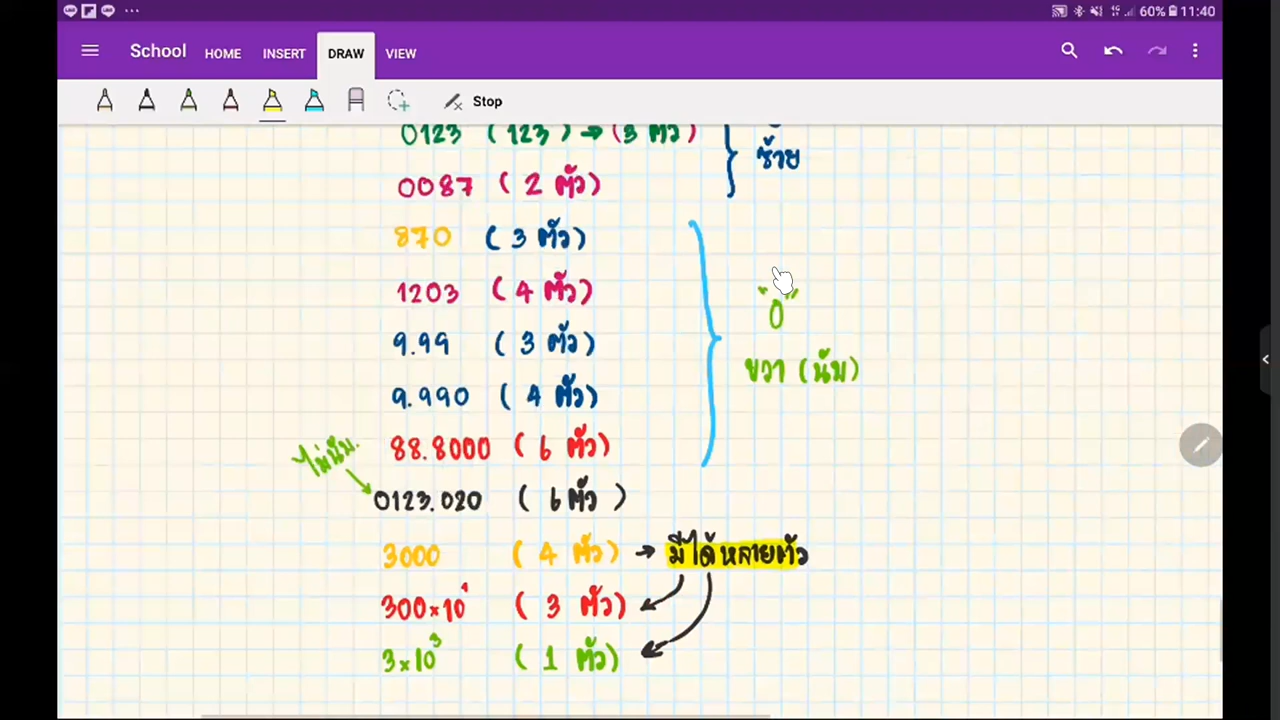 60% 11:40
School HOME INSERT DRAW VIEW
Stop
0123 (123) → (3 ตัว)
ซ้าย
0087 (2 ตัว)
870 (3 ตัว)
1203 (4 ตัว)
"0"
9.99 (3 ตัว)
ขวา (นับ)
9.990 (4 ตัว)
88.8000 (6 ตัว)
ไม่นับ
0123.020 (6 ตัว)
3000 (4 ตัว) → มีได้หลายตัว
300×10¹ (3 ตัว)
3×10³ (1 ตัว)